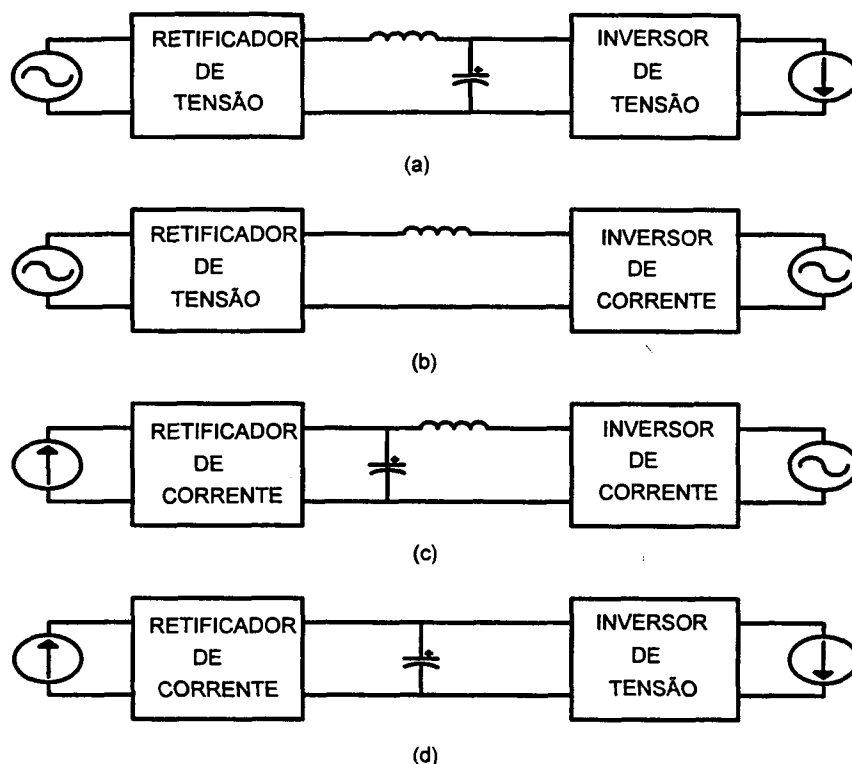 RETIFICADOR
DE
TENSÃO
INVERSOR
DE
TENSÃO
(a)
RETIFICADOR
DE
TENSÃO
INVERSOR
DE
CORRENTE
(b)
RETIFICADOR
DE
CORRENTE
INVERSOR
DE
CORRENTE
(c)
RETIFICADOR
DE
CORRENTE
INVERSOR
DE
TENSÃO
(d)